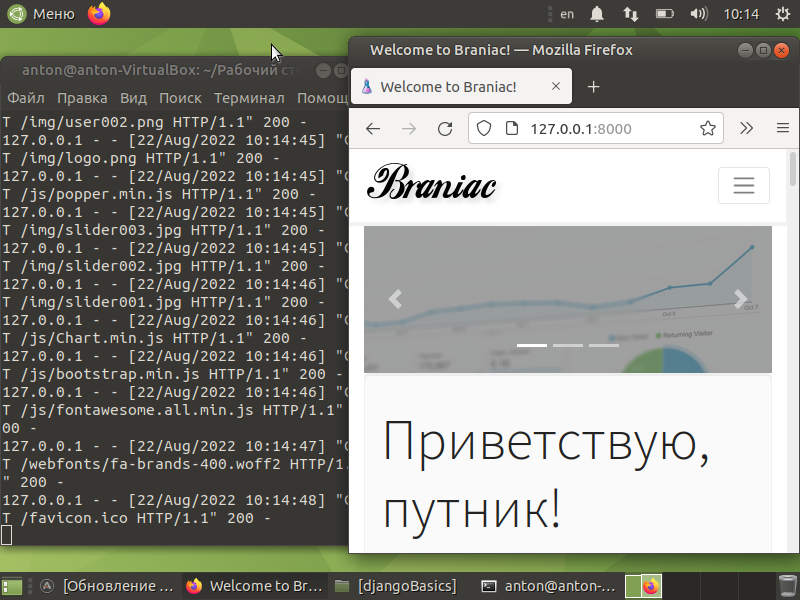 Меню
en
10:14
anton@anton-VirtualBox: ~/Рабочий
Файл Правка Вид Поиск Терминал Помощ
T /img/user002.png HTTP/1.1" 200 -
127.0.0.1 - - [22/Aug/2022 10:14:45] "G
T /img/logo.png HTTP/1.1" 200 -
127.0.0.1 - - [22/Aug/2022 10:14:45] "G
T /js/popper.min.js HTTP/1.1" 200 -
127.0.0.1 - - [22/Aug/2022 10:14:45] "G
T /img/slider003.jpg HTTP/1.1" 200 -
127.0.0.1 - - [22/Aug/2022 10:14:45] "G
T /img/slider002.jpg HTTP/1.1" 200 -
127.0.0.1 - - [22/Aug/2022 10:14:46] "G
T /img/slider001.jpg HTTP/1.1" 200 -
127.0.0.1 - - [22/Aug/2022 10:14:46] "G
T /js/Chart.min.js HTTP/1.1" 200 -
127.0.0.1 - - [22/Aug/2022 10:14:46] "G
T /js/bootstrap.min.js HTTP/1.1" 200 -
127.0.0.1 - - [22/Aug/2022 10:14:46] "G
T /js/fontawesome.all.min.js HTTP/1.1"
00 -
127.0.0.1 - - [22/Aug/2022 10:14:47] "G
T /webfonts/fa-brands-400.woff2 HTTP/1.
" 200 -
127.0.0.1 - - [22/Aug/2022 10:14:48] "G
T /favicon.ico HTTP/1.1" 200 -
Welcome to Braniac! — Mozilla Firefox
Welcome to Braniac!
127.0.0.1:8000
Braniac
Oct 6
Oct 7
Returning Visitor
Приветствую,
путник!
[Обновление ...
Welcome to Br...
[djangoBasics]
anton@anton-...